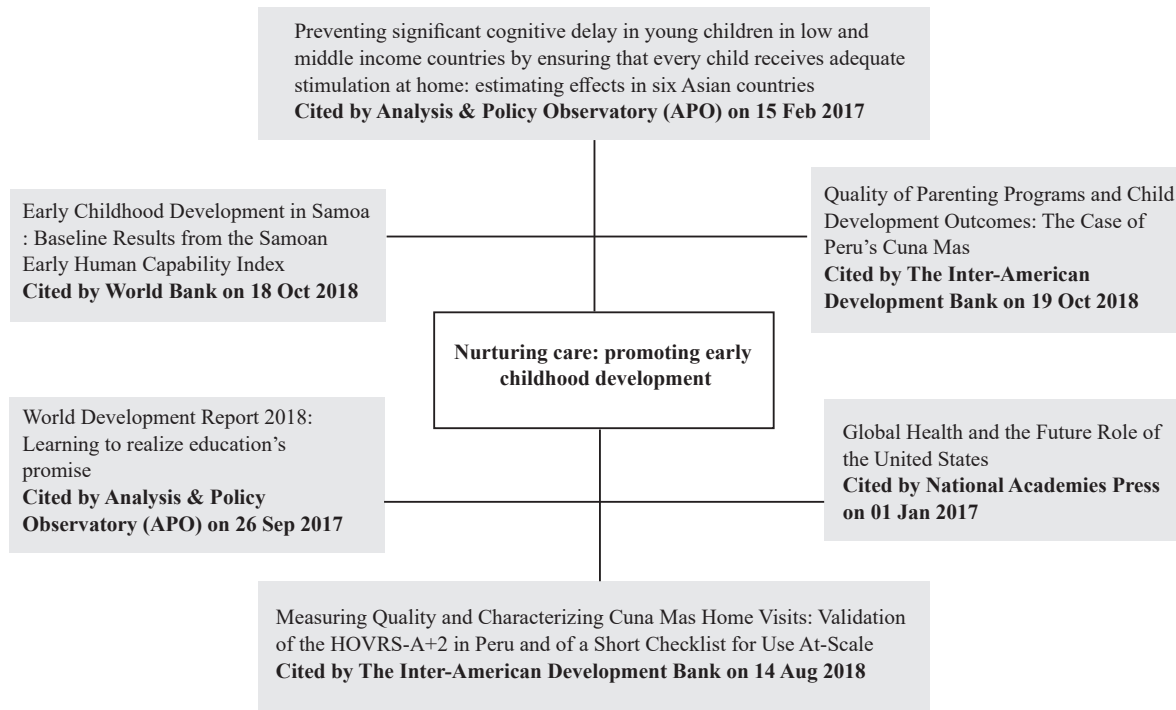 Preventing significant cognitive delay in young children in low and
middle income countries by ensuring that every child receives adequate
stimulation at home: estimating effects in six Asian countries
Cited by Analysis & Policy Observatory (APO) on 15 Feb 2017
Early Childhood Development in Samoa
: Baseline Results from the Samoan
Early Human Capability Index
Cited by World Bank on 18 Oct 2018
Quality of Parenting Programs and Child
Development Outcomes: The Case of
Peru’s Cuna Mas
Cited by The Inter-American
Development Bank on 19 Oct 2018
Nurturing care: promoting early
childhood development
World Development Report 2018:
Learning to realize education’s
promise
Cited by Analysis & Policy
Observatory (APO) on 26 Sep 2017
Global Health and the Future Role of
the United States
Cited by National Academies Press
on 01 Jan 2017
Measuring Quality and Characterizing Cuna Mas Home Visits: Validation
of the HOVRS-A+2 in Peru and of a Short Checklist for Use At-Scale
Cited by The Inter-American Development Bank on 14 Aug 2018